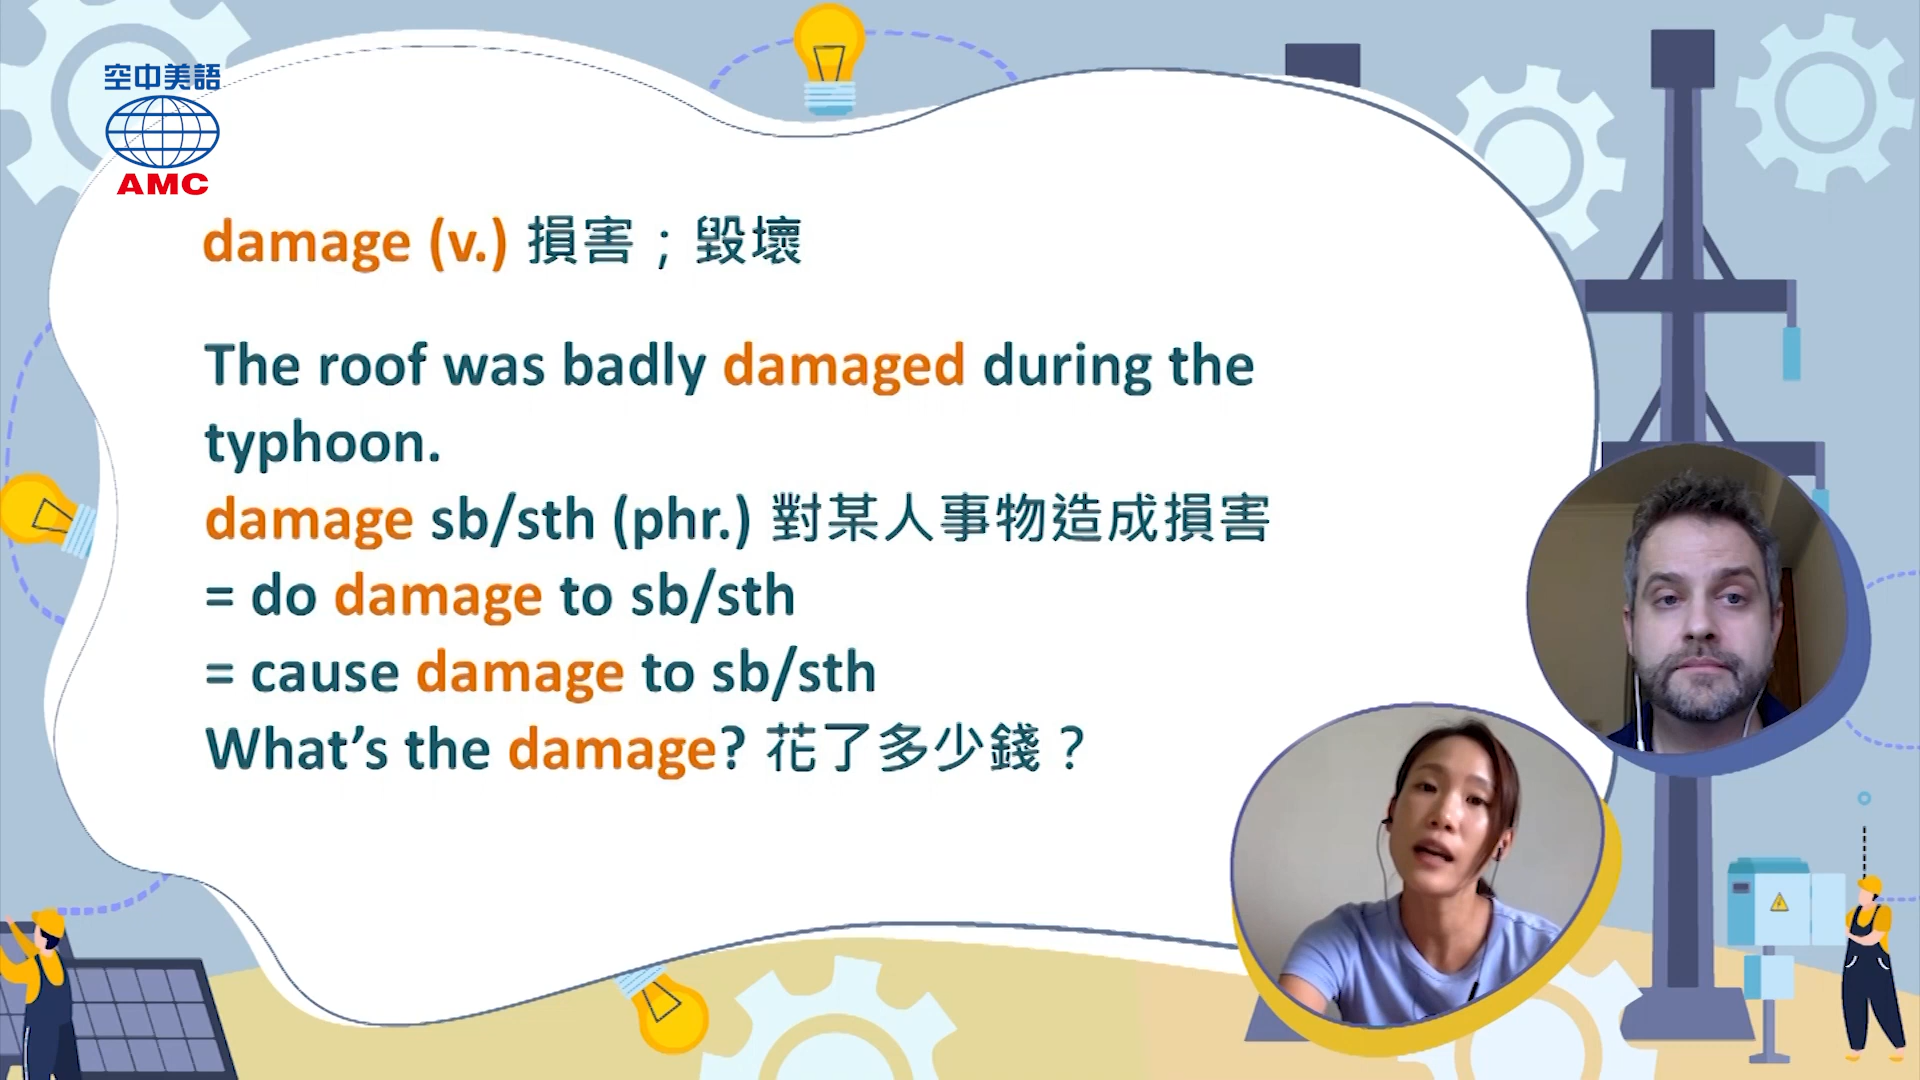 空中美語
AMC
damage (v.) 損害；毀壞
The roof was badly damaged during the
typhoon.
damage sb/sth (phr.) 對某人事物造成損害
= do damage to sb/sth
= cause damage to sb/sth
What’s the damage? 花了多少錢？